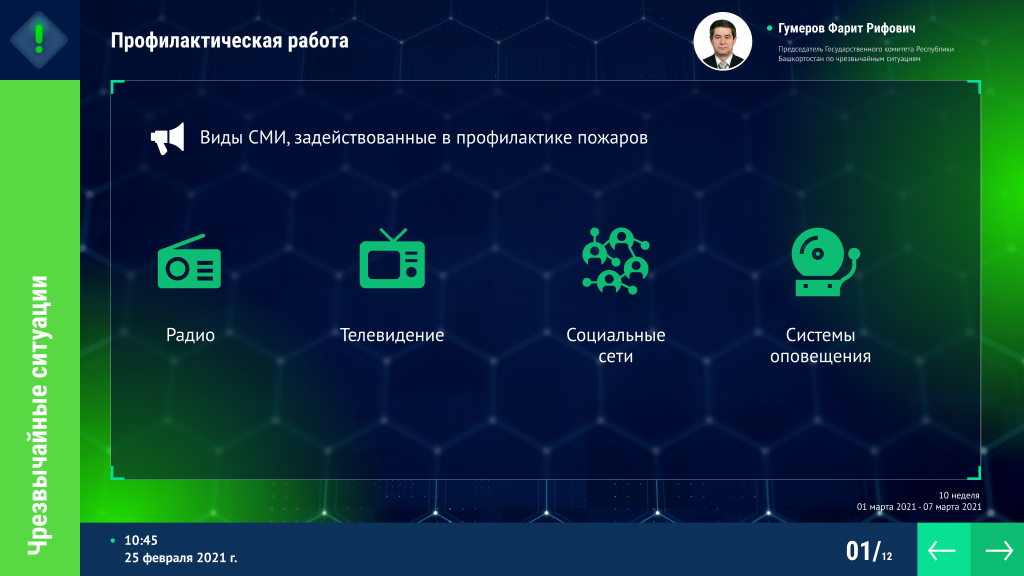 Профилактическая работа
Гумеров Фарит Рифович
Председатель Государственного комитета Республики
Башкортостан по чрезвычайным ситуациям
Виды СМИ, задействованные в профилактике пожаров
Радио
Телевидение
Социальные
сети
Системы
оповещения
Чрезвычайные ситуации
10 неделя
01 марта 2021 - 07 марта 2021
10:45
25 февраля 2021 г.
01/12